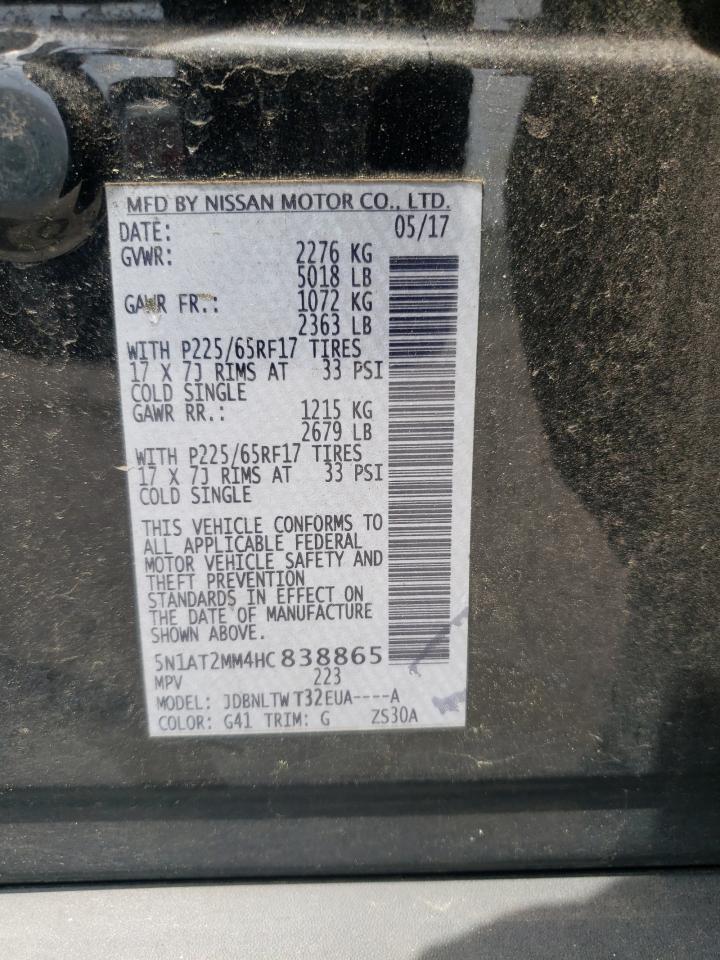 MFD BY NISSAN MOTOR CO., LTD.
DATE: 05/17
GVWR: 2276 KG
5018 LB
GAWR FR.: 1072 KG
2363 LB
WITH P225/65RF17 TIRES
17 X 7J RIMS AT 33 PSI
COLD SINGLE
GAWR RR.: 1215 KG
2679 LB
WITH P225/65RF17 TIRES
17 X 7J RIMS AT 33 PSI
COLD SINGLE
THIS VEHICLE CONFORMS TO
ALL APPLICABLE FEDERAL
MOTOR VEHICLE SAFETY AND
THEFT PREVENTION
STANDARDS IN EFFECT ON
THE DATE OF MANUFACTURE
SHOWN ABOVE.
5N1AT2MM4HC838865
MPV 223
MODEL: JDBNLTWT32EUA----A
COLOR: G41 TRIM: G ZS30A